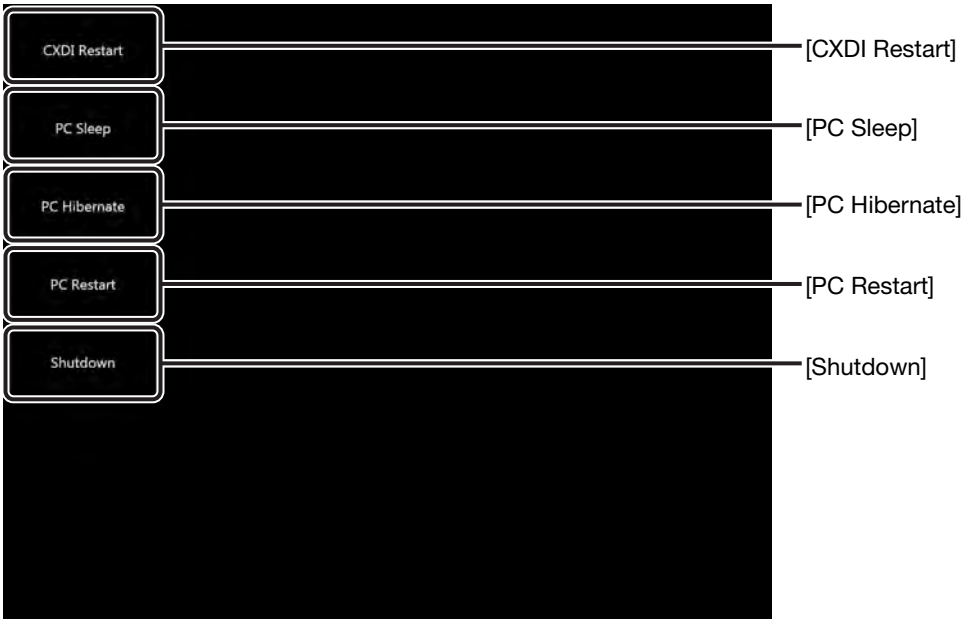 CXDI Restart
[CXDI Restart]
PC Sleep
[PC Sleep]
PC Hibernate
[PC Hibernate]
PC Restart
[PC Restart]
Shutdown
[Shutdown]